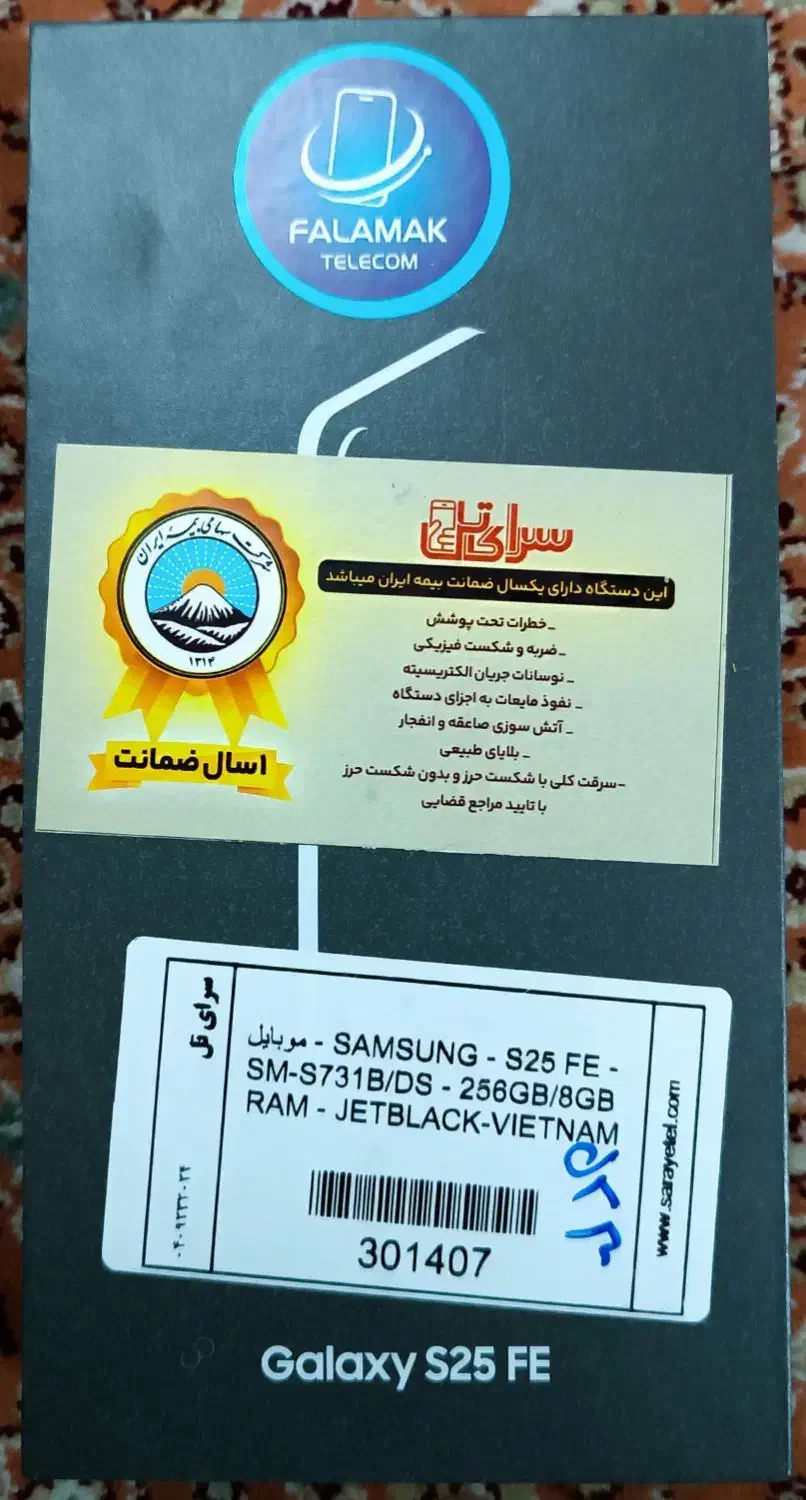 FALAMAK
TELECOM
سرای تل
این دستگاه دارای یکسال ضمانت بیمه ایران میباشد
_خطرات تحت پوشش
_ضربه و شکست فیزیکی
_ نوسانات جریان الکتریسیته
_ نفوذ مایعات به اجزای دستگاه
_ آتش سوزی صاعقه و انفجار
_ بلایای طبیعی
-سرقت کلی با شکست حرز و بدون شکست حرز
با تایید مراجع قضایی
شرکت سهامی بیمه ایران
۱۳۱۴
۱سال ضمانت
سرای تل
موبایل - SAMSUNG - S25 FE -
SM-S731B/DS - 256GB/8GB
RAM - JETBLACK-VIETNAM
301407
www.sarayetel.com
Galaxy S25 FE